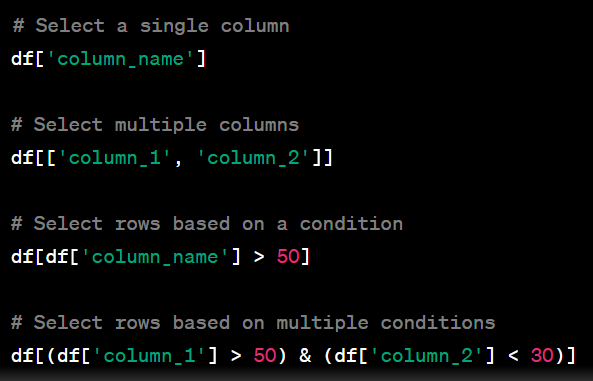 # Select a single column
df['column_name']
# Select multiple columns
df[['column_1', 'column_2']]
# Select rows based on a condition
df[df['column_name'] > 50]
# Select rows based on multiple conditions
df[(df['column_1'] > 50) & (df['column_2'] < 30)]